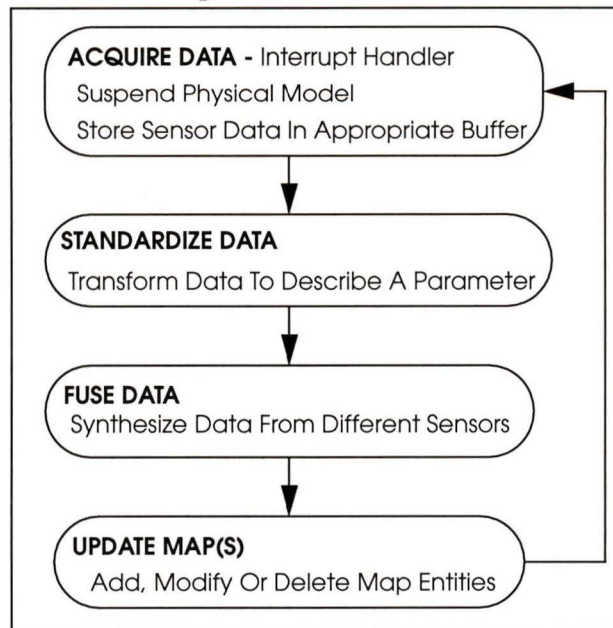 ACQUIRE DATA - Interrupt Handler
Suspend Physical Model
Store Sensor Data In Appropriate Buffer
STANDARDIZE DATA
Transform Data To Describe A Parameter
FUSE DATA
Synthesize Data From Different Sensors
UPDATE MAP(S)
Add, Modify Or Delete Map Entities